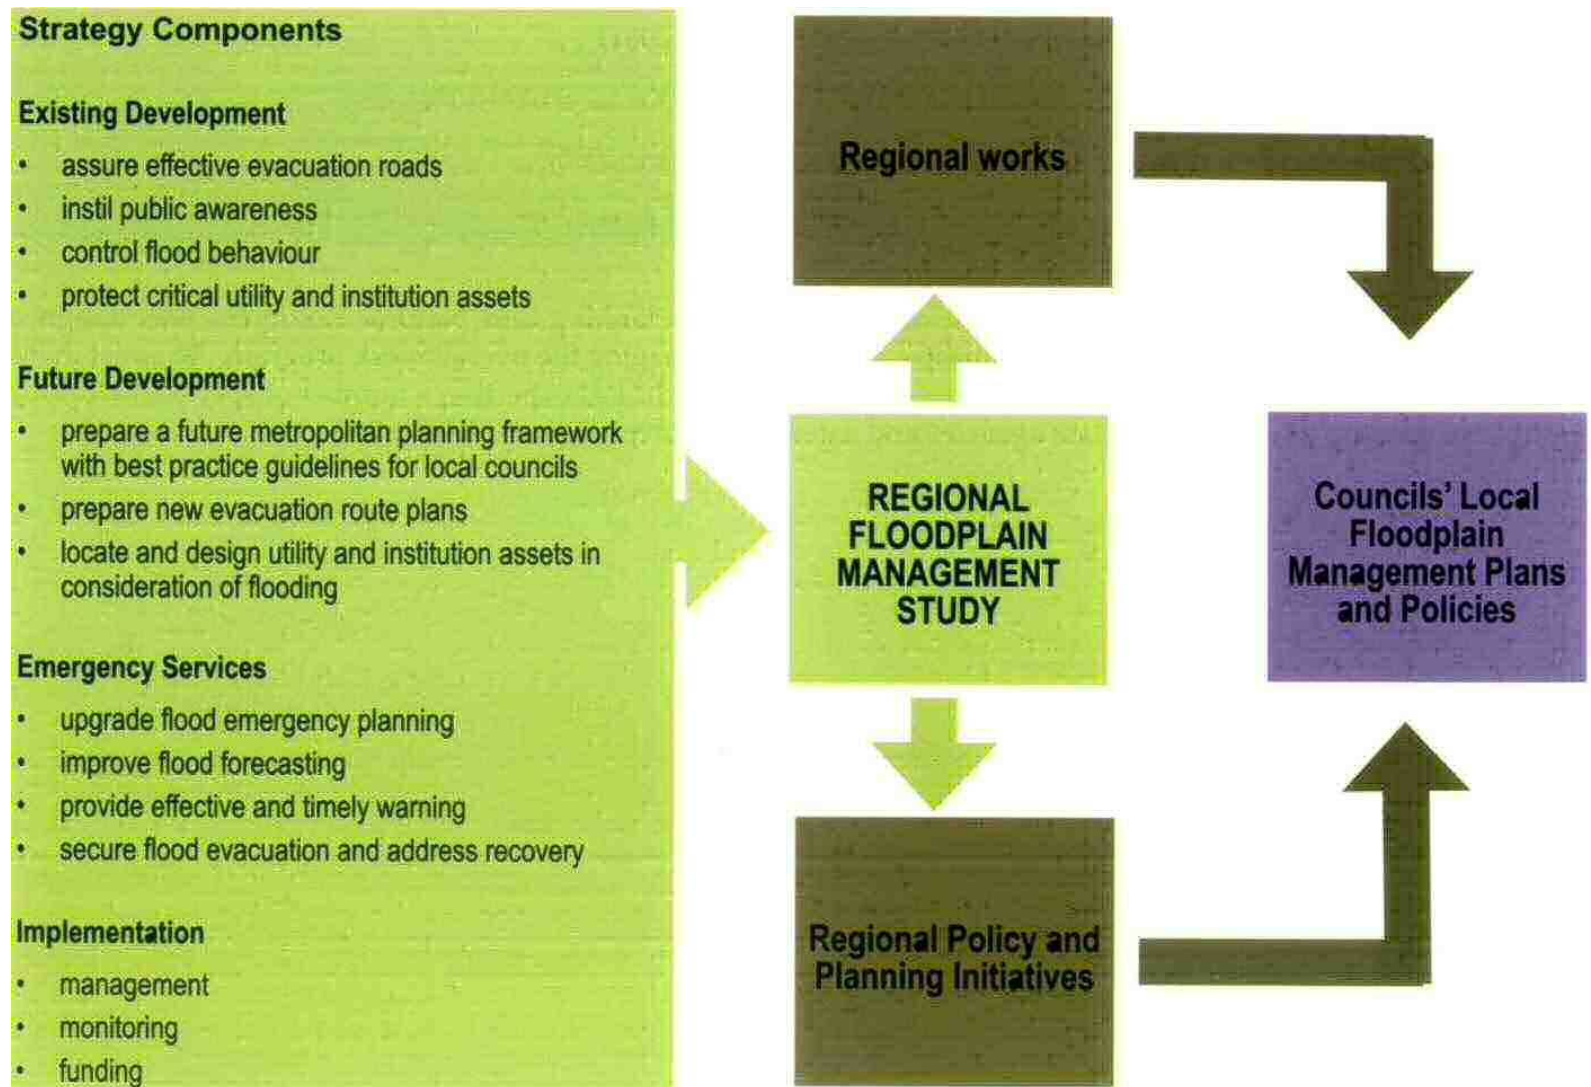 Strategy Components
Existing Development
• assure effective evacuation roads
• instil public awareness
• control flood behaviour
• protect critical utility and institution assets
Future Development
• prepare a future metropolitan planning framework
with best practice guidelines for local councils
• prepare new evacuation route plans
• locate and design utility and institution assets in
consideration of flooding
Emergency Services
• upgrade flood emergency planning
• improve flood forecasting
• provide effective and timely warning
• secure flood evacuation and address recovery
Implementation
• management
• monitoring
• funding
Regional works
REGIONAL
FLOODPLAIN
MANAGEMENT
STUDY
Regional Policy and
Planning Initiatives
Councils' Local
Floodplain
Management Plans
and Policies